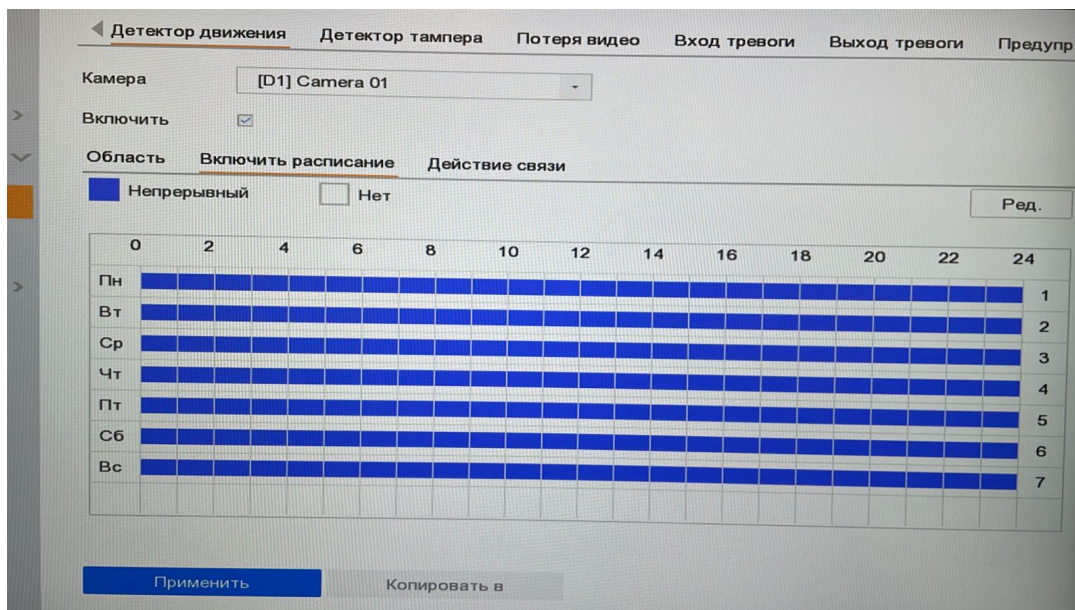 Детектор движения Детектор тампера Потеря видео Вход тревоги Выход тревоги Предупр
Камера [D1] Camera 01
Включить
Область Включить расписание Действие связи
Непрерывный Нет Ред.
0 2 4 6 8 10 12 14 16 18 20 22 24
Пн 1
Вт 2
Ср 3
Чт 4
Пт 5
Сб 6
Вс 7
Применить Копировать в